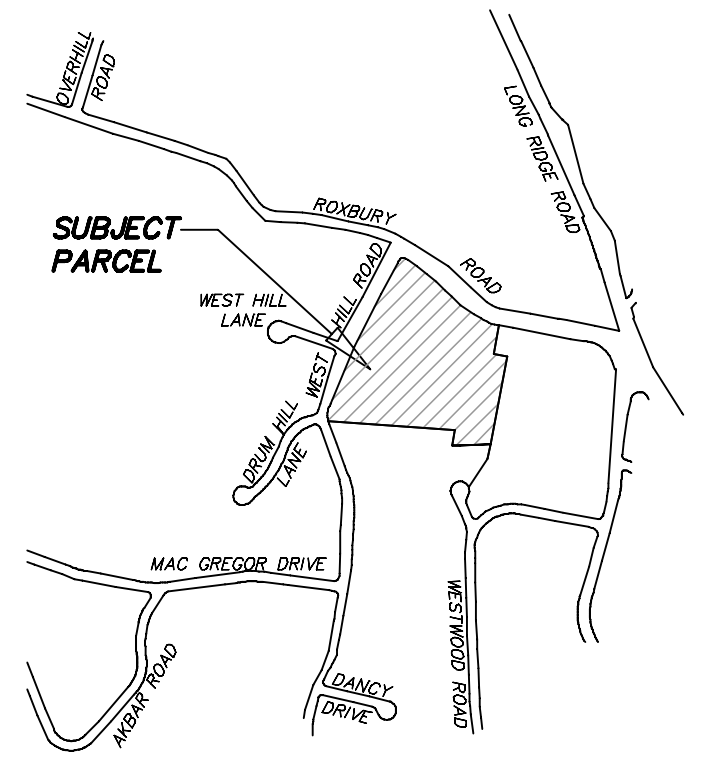 OVERHILL
ROAD
LONG RIDGE ROAD
ROXBURY
ROAD
SUBJECT
PARCEL
WEST HILL
LANE
WEST HILL ROAD
DRUM HILL
LANE
MAC GREGOR DRIVE
AKBAR ROAD
WESTWOOD ROAD
DANCY
DRIVE